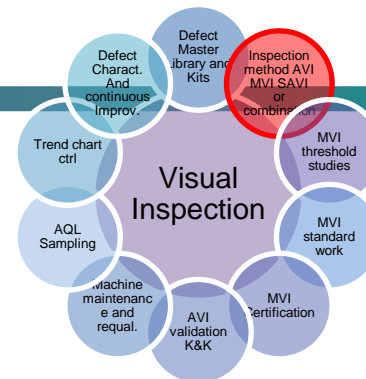 Defect
Master
Library and
Kits
Inspection
method AVI
MVI SAVI
or
combination
MVI
threshold
studies
MVI
standard
work
MVI
Certification
AVI
validation
K&K
Machine
maintenanc
e and
requal.
AQL
Sampling
Trend chart
ctrl
Defect
Charact.
And
continuous
Improv.
Visual
Inspection